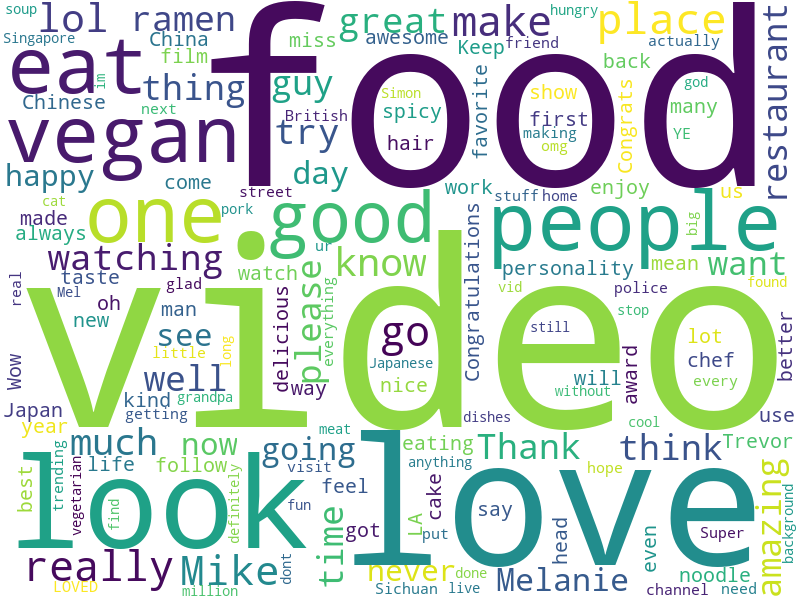 soup
lol
ramen
great
make
hungry
place
Singapore
China
miss
awesome
Keep
friend
actually
film
restaurant
eat
food
im
thing
guy
back
Chinese
next
British
Simon
spicy
favorite
show
first
making
omg
Congrats
god
many
YE
vegan
try
hair
happy
come
day
work
stuff
home
enjoy
us
street
cat
made
always
one
pork
good
people
big
watching
ur
watch
know
Congratulations
personality
mean
want
real
Mel
taste
glad
oh
man
new
delicious
please
everything
vid
police
found
video
see
go
still
stop
lot
better
Wow
little
long
Japanese
chef
every
well
way
nice
will
award
without
Japan
kind
grandpa
getting
year
dishes
cool
use
much
now
going
meat
eating
Thank
think
Trevor
best
trending
vegetarian
life
follow
definitely
visit
feel
anything
hope
look
love
find
fun
cake
say
LA
put
head
even
Super
amazing
background
time
got
really
LOVED
Mike
million
dont
never
done
Sichuan
live
Melanie
noodle
channel
need